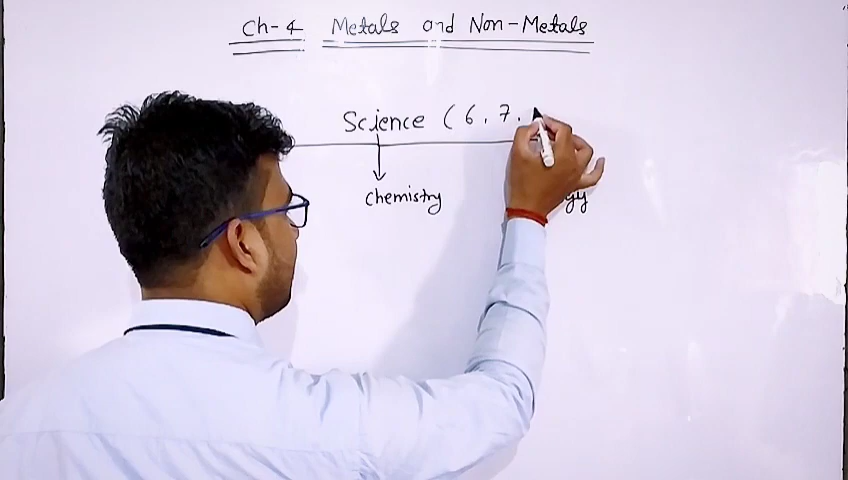 Ch-4 Metals and Non-Metals
Science ( 6, 7.
Chemistry